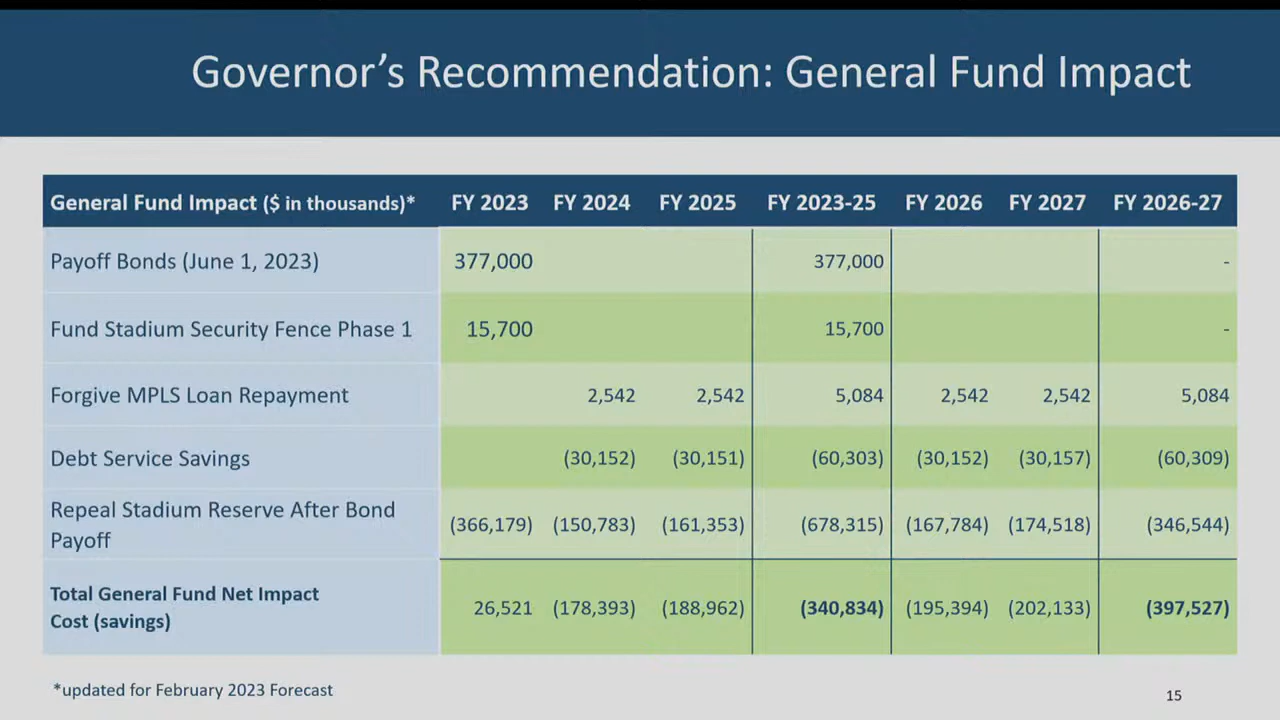 Governor's Recommendation: General Fund Impact
General Fund Impact ($ in thousands)* FY 2023 FY 2024 FY 2025 FY 2023-25 FY 2026 FY 2027 FY 2026-27
Payoff Bonds (June 1, 2023) 377,000 377,000 -
Fund Stadium Security Fence Phase 1 15,700 15,700 -
Forgive MPLS Loan Repayment 2,542 2,542 5,084 2,542 2,542 5,084
Debt Service Savings (30,152) (30,151) (60,303) (30,152) (30,157) (60,309)
Repeal Stadium Reserve After Bond
Payoff (366,179) (150,783) (161,353) (678,315) (167,784) (174,518) (346,544)
Total General Fund Net Impact
Cost (savings) 26,521 (178,393) (188,962) (340,834) (195,394) (202,133) (397,527)
*updated for February 2023 Forecast
15